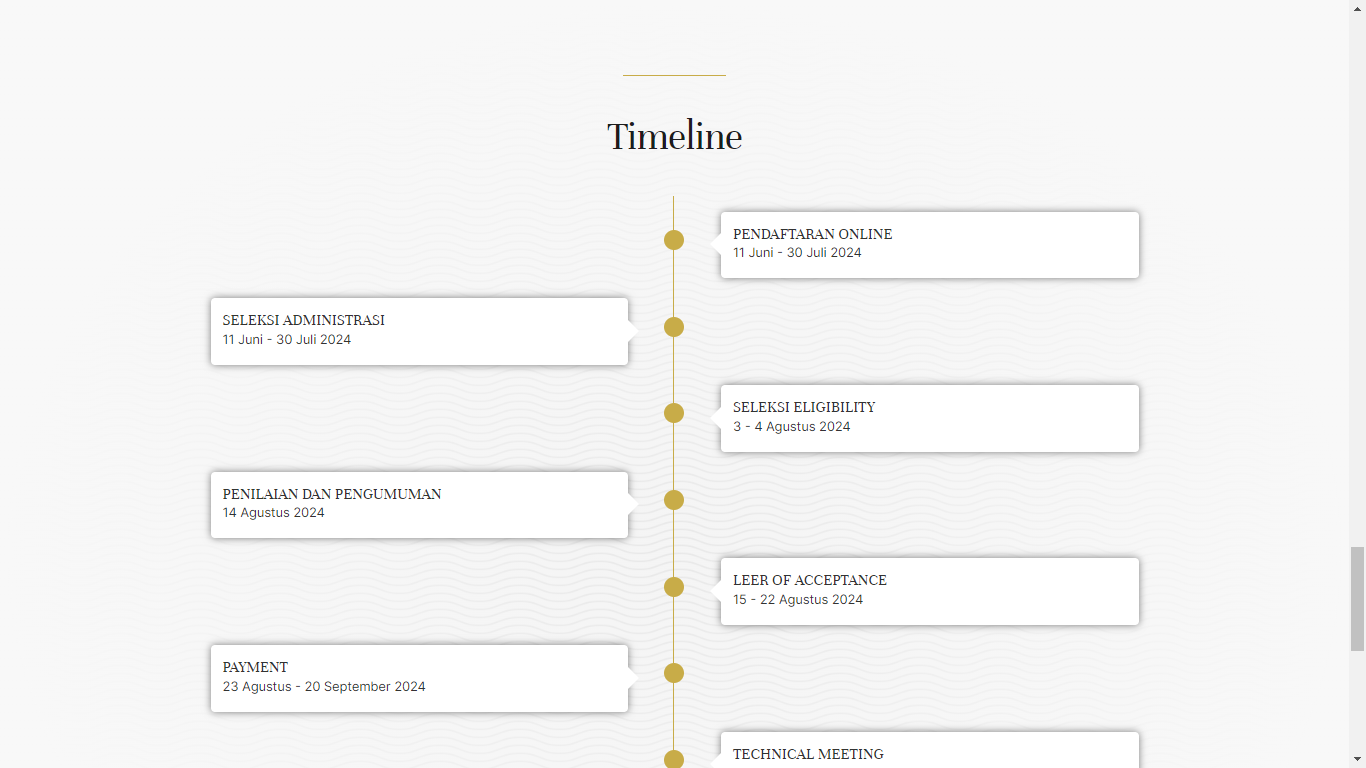 Timeline
PENDAFTARAN ONLINE
11 Juni - 30 Juli 2024
SELEKSI ADMINISTRASI
11 Juni - 30 Juli 2024
SELEKSI ELIGIBILITY
3 - 4 Agustus 2024
PENILAIAN DAN PENGUMUMAN
14 Agustus 2024
LEER OF ACCEPTANCE
15 - 22 Agustus 2024
PAYMENT
23 Agustus - 20 September 2024
TECHNICAL MEETING